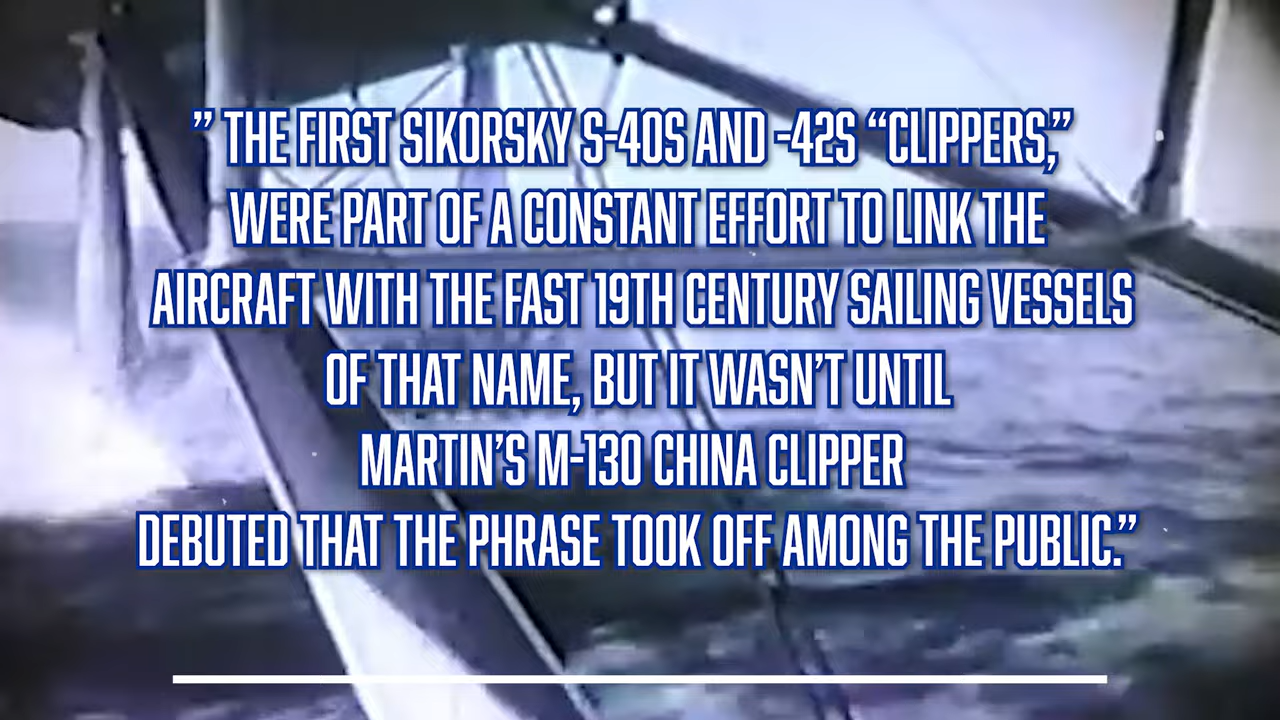 ” THE FIRST SIKORSKY S-40S AND -42S “CLIPPERS,”
WERE PART OF A CONSTANT EFFORT TO LINK THE
AIRCRAFT WITH THE FAST 19TH CENTURY SAILING VESSELS
OF THAT NAME, BUT IT WASN’T UNTIL
MARTIN’S M-130 CHINA CLIPPER
DEBUTED THAT THE PHRASE TOOK OFF AMONG THE PUBLIC.”